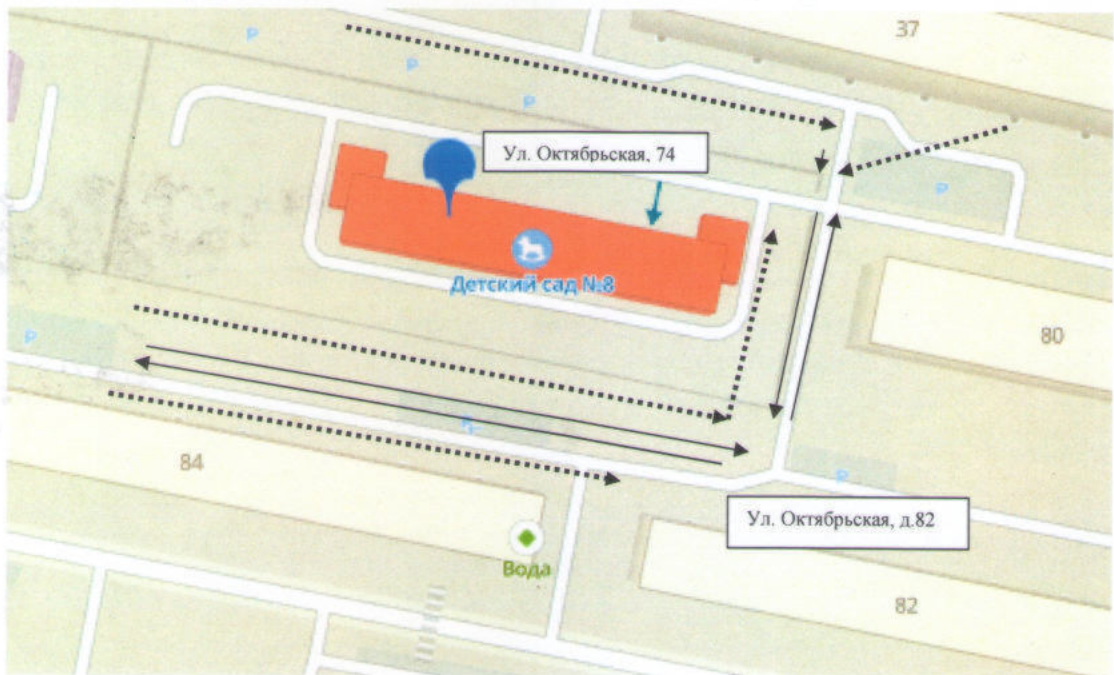 37
P
P
P
Ул. Октябрьская, 74
P
Детский сад №8
P
80
P
84
P
Ул. Октябрьская, д.82
Вода
82